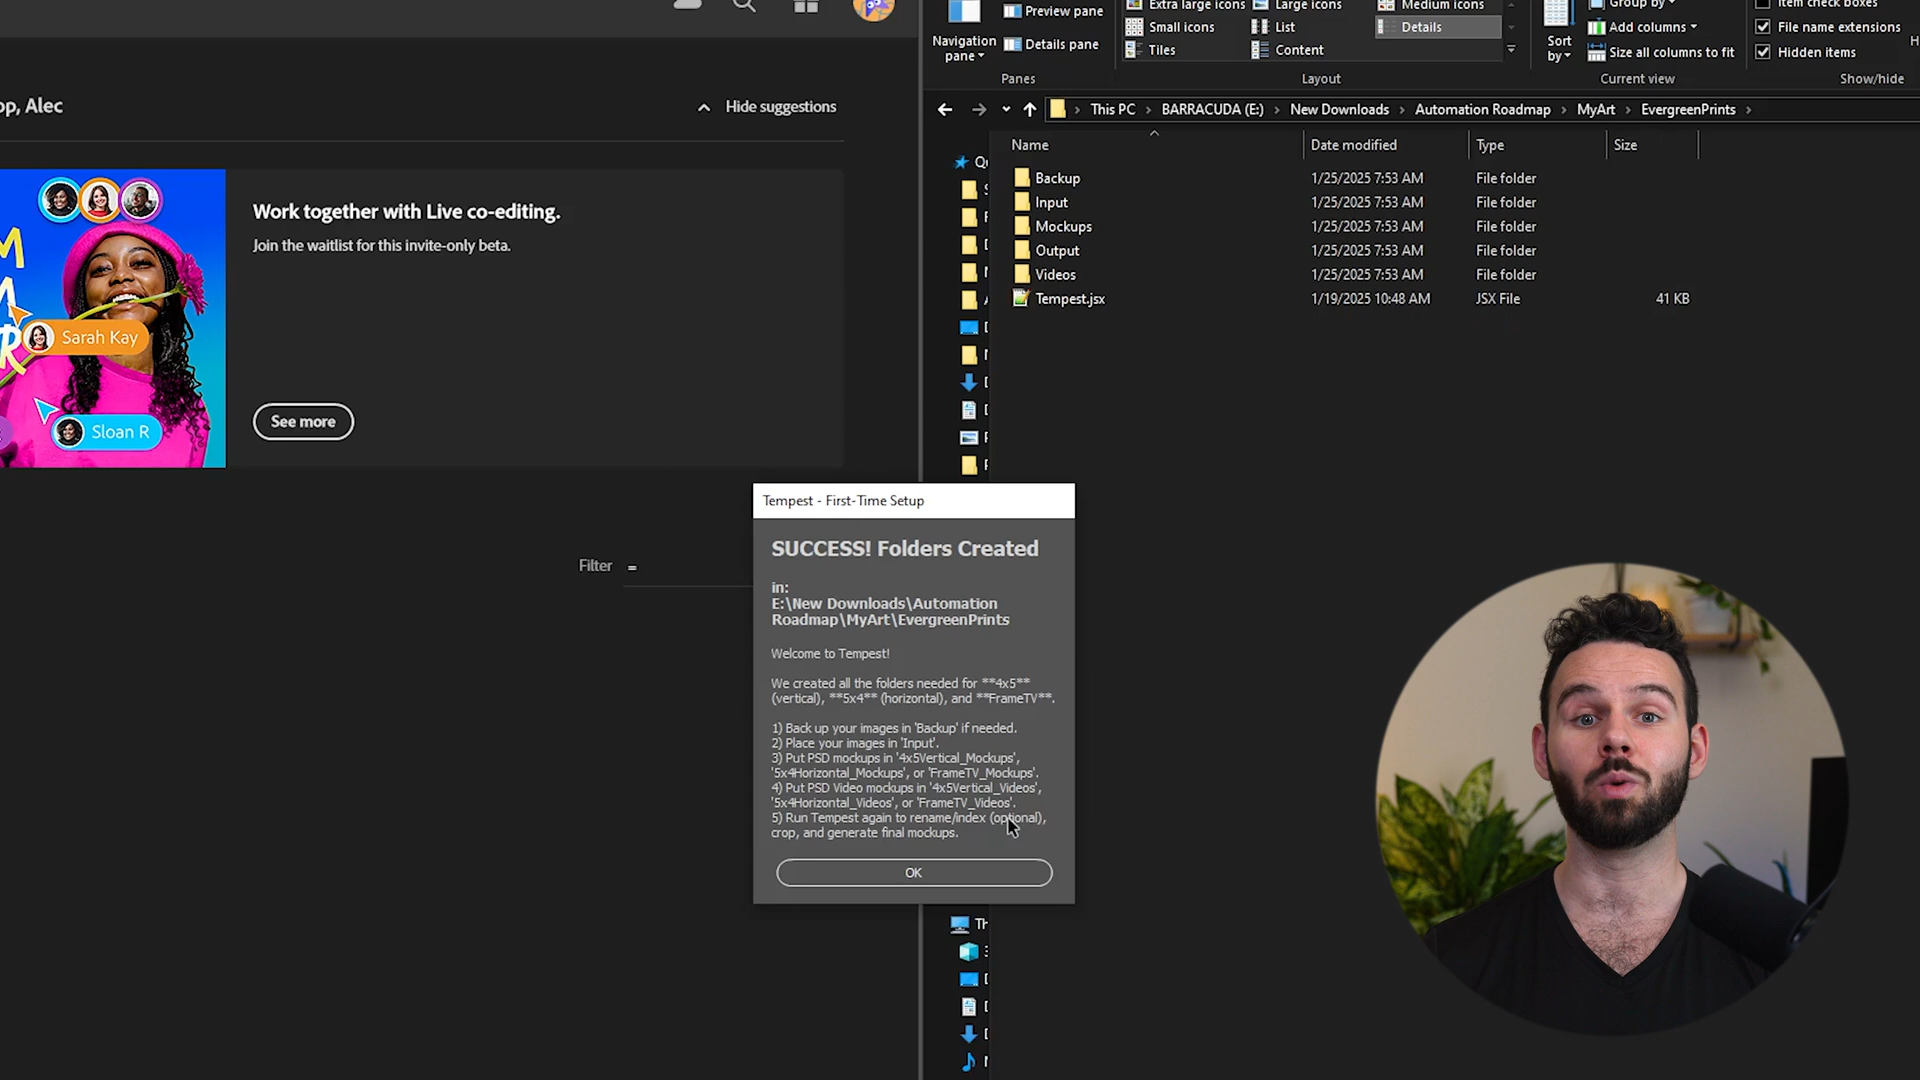 op, Alec
Hide suggestions
Work together with Live co-editing.
Join the waitlist for this invite-only beta.
Sarah Kay
Sloan R
See more
Filter
Preview pane
Details pane
Navigation
pane
Panes
Extra large icons
Large icons
Medium icons
Small icons
List
Details
Tiles
Content
Layout
Sort
by
Group by
Add columns
Size all columns to fit
Current view
Item check boxes
File name extensions
Hidden items
Show/hide
This PC > BARRACUDA (E:) > New Downloads > Automation Roadmap > MyArt > EvergreenPrints >
Name Date modified Type Size
Backup 1/25/2025 7:53 AM File folder
Input 1/25/2025 7:53 AM File folder
Mockups 1/25/2025 7:53 AM File folder
Output 1/25/2025 7:53 AM File folder
Videos 1/25/2025 7:53 AM File folder
Tempest.jsx 1/19/2025 10:48 AM JSX File 41 KB
Tempest - First-Time Setup
SUCCESS! Folders Created
in:
E:\New Downloads\Automation
Roadmap\MyArt\EvergreenPrints
Welcome to Tempest!
We created all the folders needed for **4x5**
(vertical), **5x4** (horizontal), and **FrameTV**.
1) Back up your images in 'Backup' if needed.
2) Place your images in 'Input'.
3) Put PSD mockups in '4x5Vertical_Mockups',
'5x4Horizontal_Mockups', or 'FrameTV_Mockups'.
4) Put PSD Video mockups in '4x5Vertical_Videos',
'5x4Horizontal_Videos', or 'FrameTV_Videos'.
5) Run Tempest again to rename/index (optional),
crop, and generate final mockups.
OK